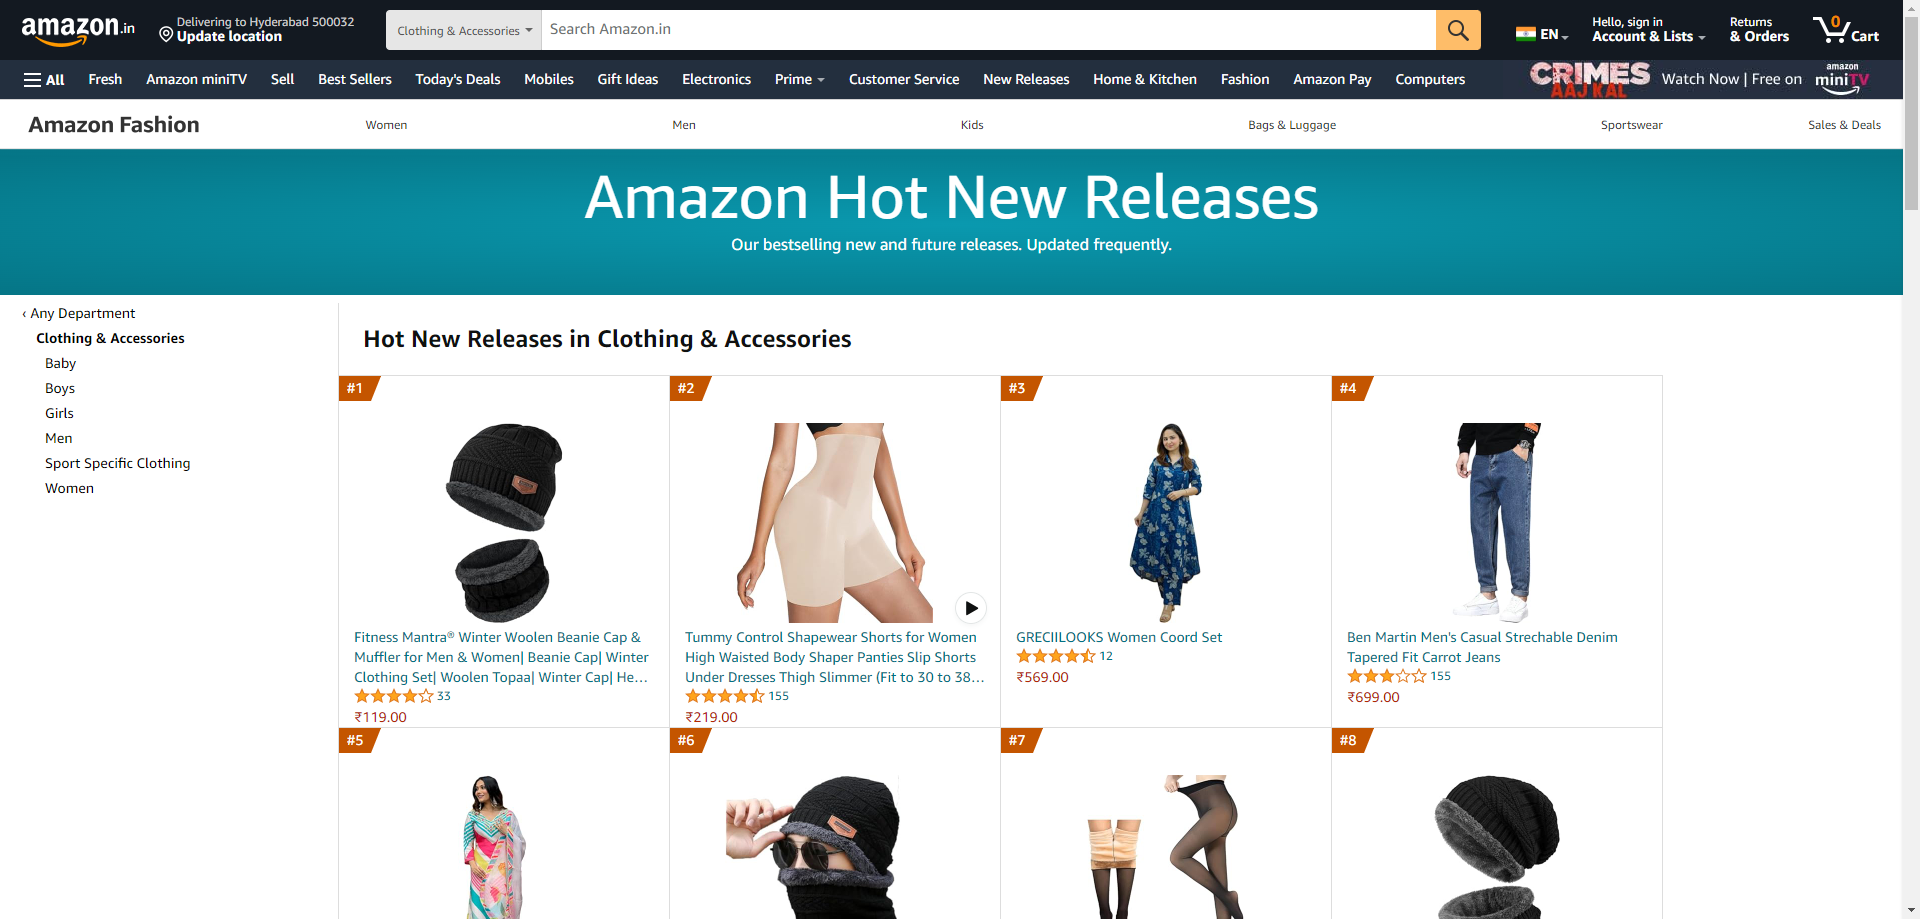 amazon.in
Delivering to Hyderabad 500032
Update location
Clothing & Accessories
Search Amazon.in
EN
Hello, sign in
Account & Lists
Returns
& Orders
0
Cart
All
Fresh
Amazon miniTV
Sell
Best Sellers
Today's Deals
Mobiles
Gift Ideas
Electronics
Prime
Customer Service
New Releases
Home & Kitchen
Fashion
Amazon Pay
Computers
CRIMES
AAJ KAL
Watch Now | Free on
amazon
miniTV
Amazon Fashion
Women
Men
Kids
Bags & Luggage
Sportswear
Sales & Deals
Amazon Hot New Releases
Our bestselling new and future releases. Updated frequently.
‹ Any Department
Clothing & Accessories
Baby
Boys
Girls
Men
Sport Specific Clothing
Women
Hot New Releases in Clothing & Accessories
#1
Fitness Mantra® Winter Woolen Beanie Cap &
Muffler for Men & Women| Beanie Cap| Winter
Clothing Set| Woolen Topaa| Winter Cap| He…
33
₹119.00
#2
Tummy Control Shapewear Shorts for Women
High Waisted Body Shaper Panties Slip Shorts
Under Dresses Thigh Slimmer (Fit to 30 to 38…
155
₹219.00
#3
GRECIILOOKS Women Coord Set
12
₹569.00
#4
Ben Martin Men's Casual Strechable Denim
Tapered Fit Carrot Jeans
155
₹699.00
#5
#6
#7
#8